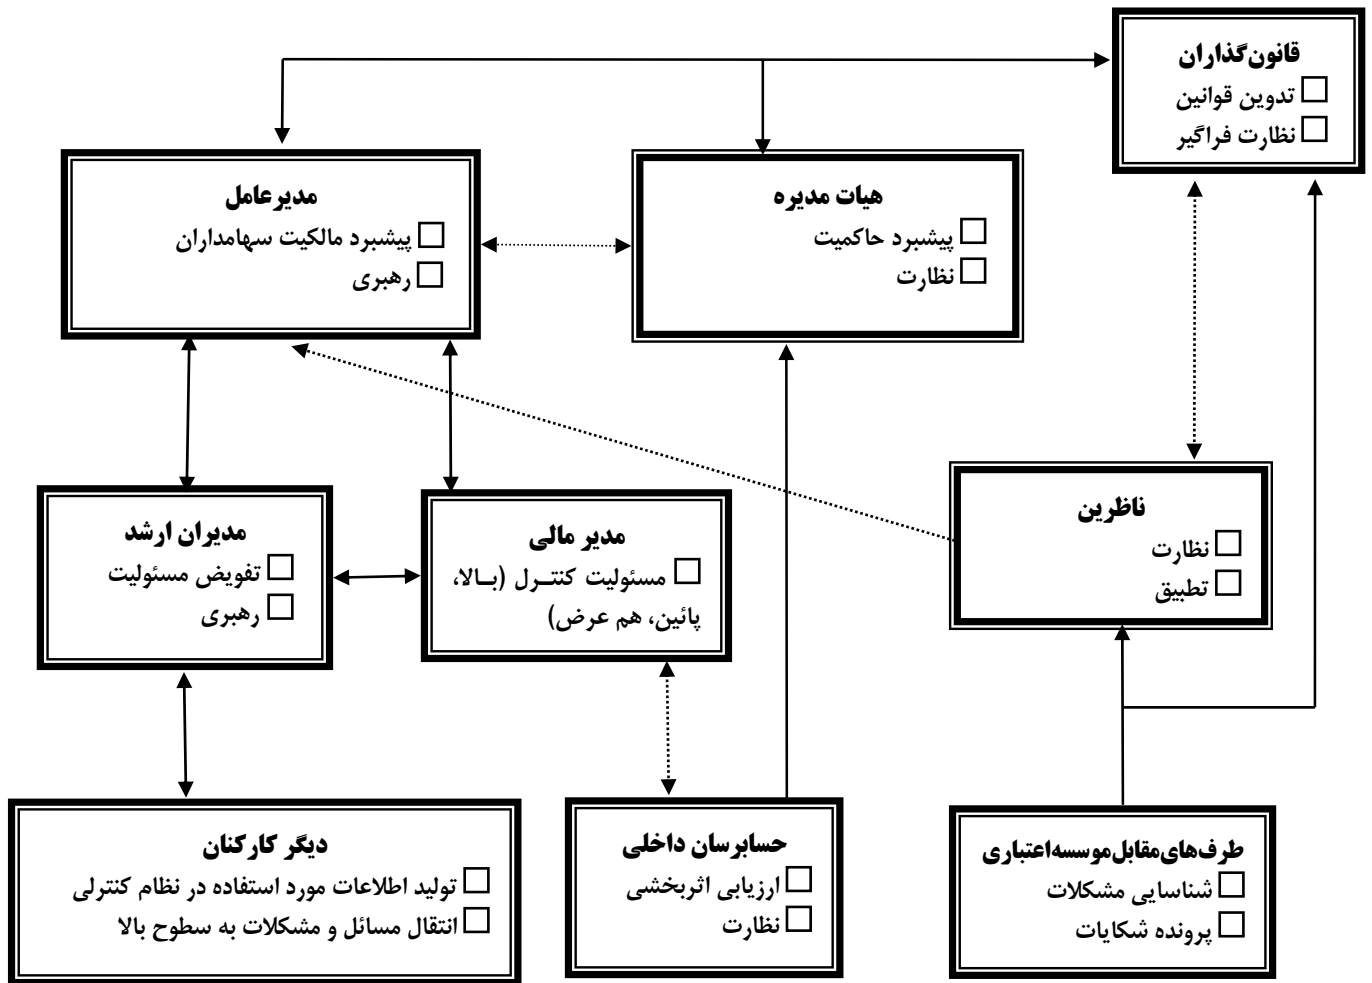 قانون‌گذاران
تدوین قوانین
نظارت فراگیر
هیات مدیره
پیشبرد حاکمیت
نظارت
مدیرعامل
پیشبرد مالکیت سهامداران
رهبری
ناظرین
نظارت
تطبیق
مدیر مالی
مسئولیت کنترل (بالا،
پائین، هم عرض)
مدیران ارشد
تفویض مسئولیت
رهبری
طرف‌های‌مقابل‌موسسه‌اعتباری
شناسایی مشکلات
پرونده شکایات
حسابرسان داخلی
ارزیابی اثربخشی
نظارت
دیگر کارکنان
تولید اطلاعات مورد استفاده در نظام کنترلی
انتقال مسائل و مشکلات به سطوح بالا